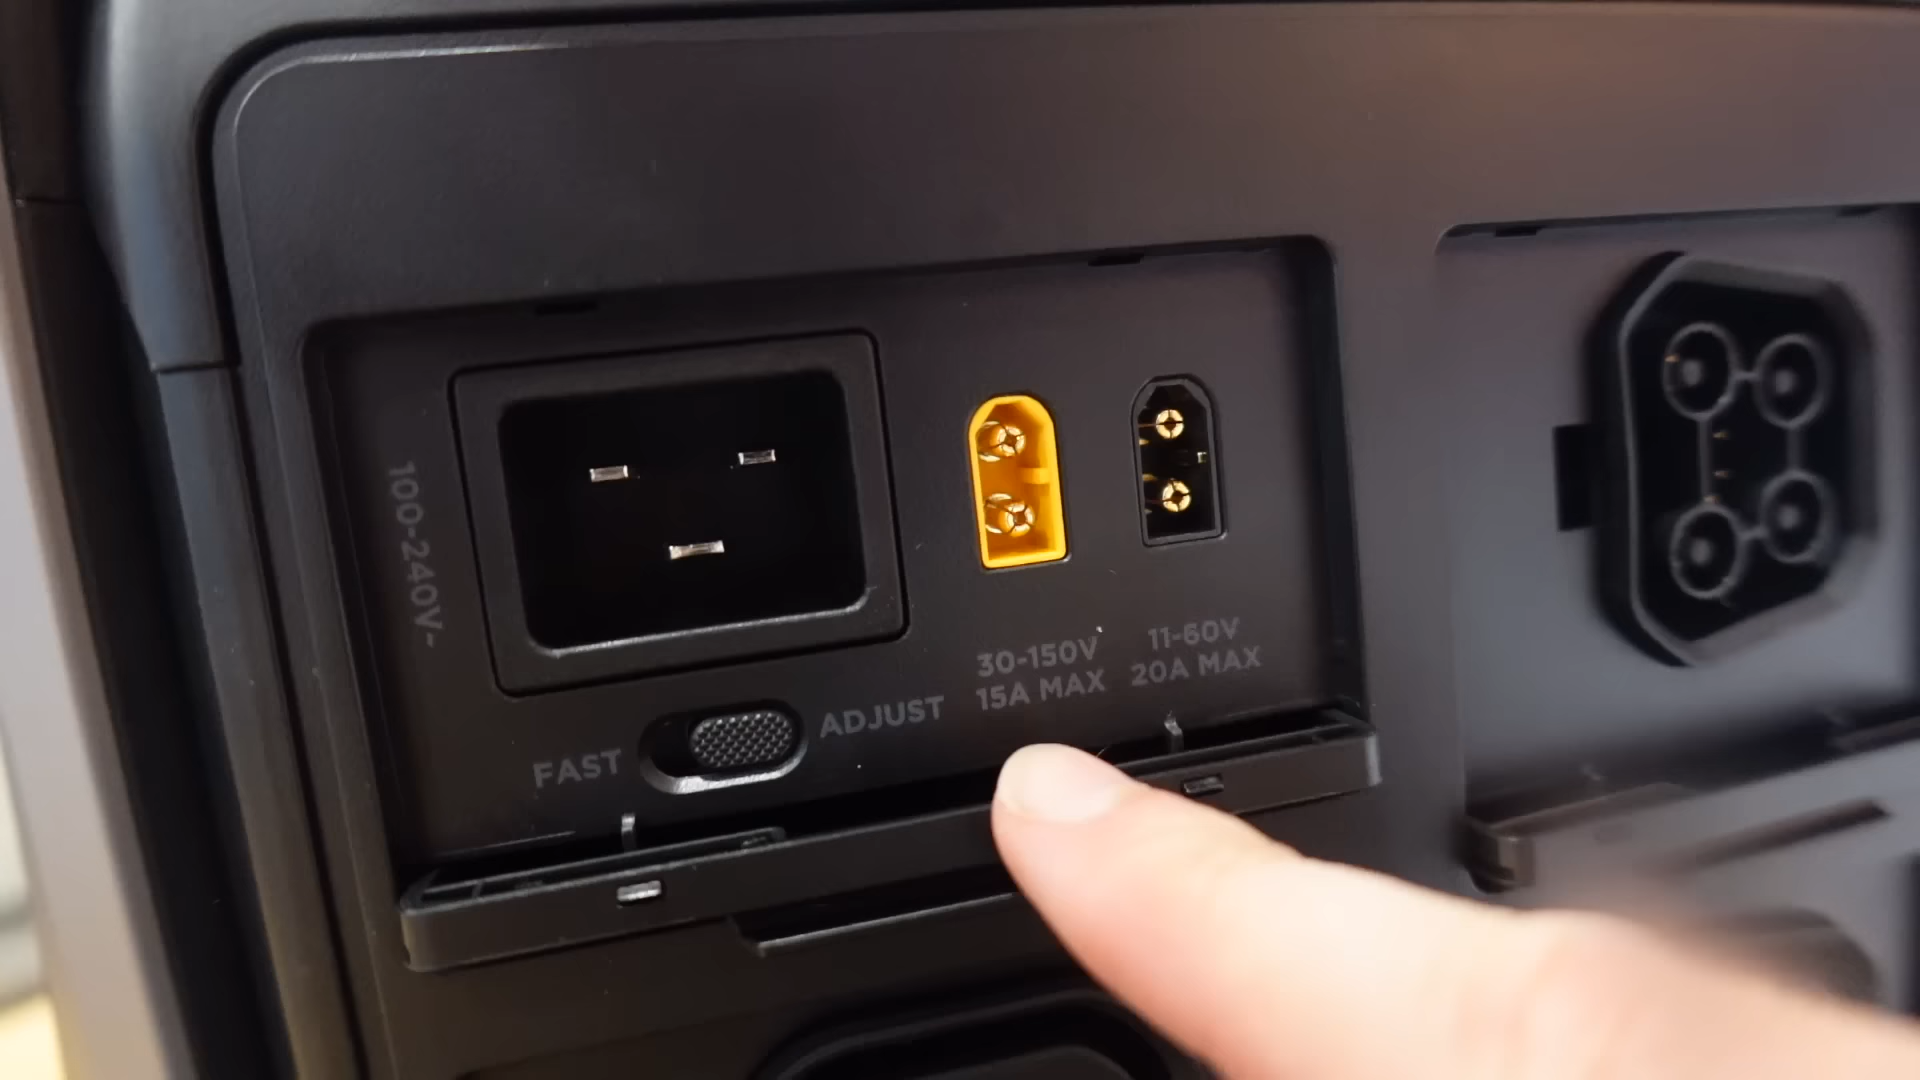 100-240V~
30-150V
15A MAX
11-60V
20A MAX
FAST
ADJUST